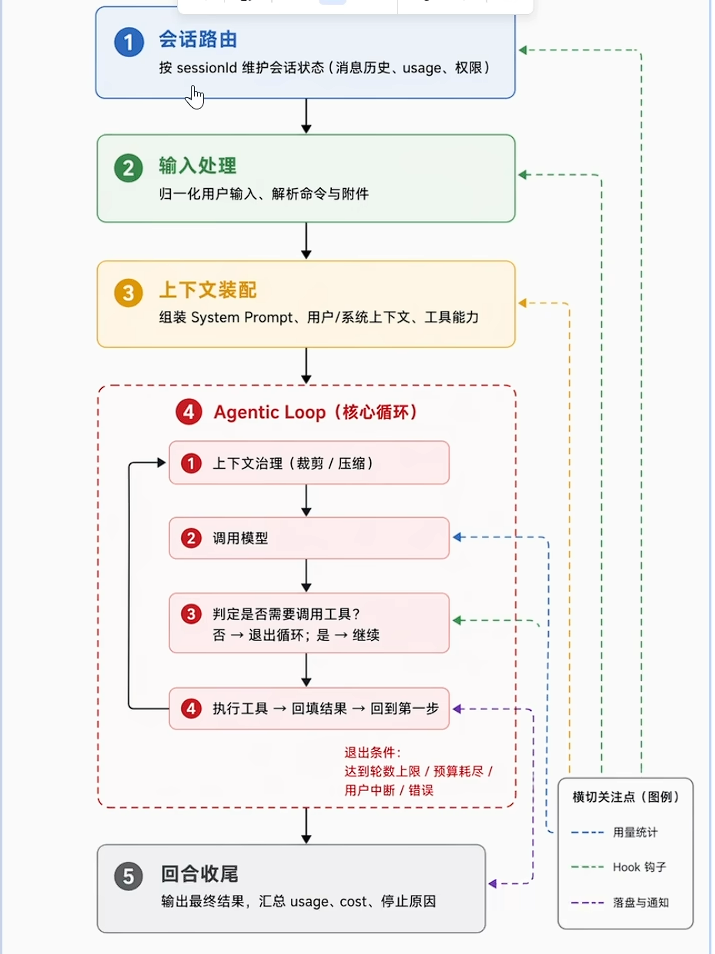 1 会话路由
按 sessionId 维护会话状态（消息历史、usage、权限）
2 输入处理
归一化用户输入、解析命令与附件
3 上下文装配
组装 System Prompt、用户/系统上下文、工具能力
4 Agentic Loop（核心循环）
1 上下文治理（裁剪 / 压缩）
2 调用模型
3 判定是否需要调用工具？
否 → 退出循环；是 → 继续
4 执行工具 → 回填结果 → 回到第一步
退出条件：
达到轮数上限 / 预算耗尽 /
用户中断 / 错误
5 回合收尾
输出最终结果，汇总 usage、cost、停止原因
横切关注点（图例）
用量统计
Hook 钩子
落盘与通知